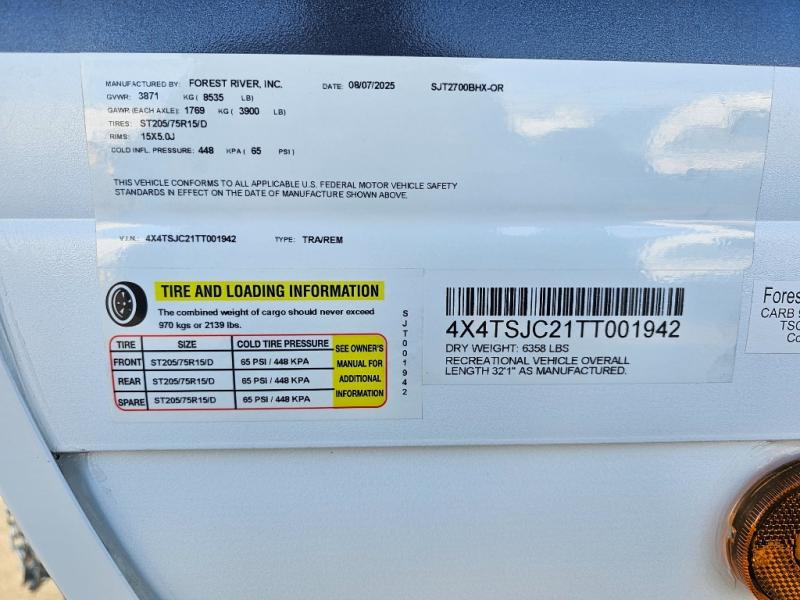 MANUFACTURED BY: FOREST RIVER, INC. DATE: 08/07/2025 SJT2700BHX-OR
GVWR: 3871 KG ( 8535 LB)
GAWR (EACH AXLE): 1769 KG ( 3900 LB)
TIRES: ST205/75R15/D
RIMS: 15X5.0J
COLD INFL. PRESSURE: 448 KPA ( 65 PSI )
THIS VEHICLE CONFORMS TO ALL APPLICABLE U.S. FEDERAL MOTOR VEHICLE SAFETY
STANDARDS IN EFFECT ON THE DATE OF MANUFACTURE SHOWN ABOVE.
V.I.N.: 4X4TSJC21TT001942 TYPE: TRA/REM
TIRE AND LOADING INFORMATION
The combined weight of cargo should never exceed
970 kgs or 2139 lbs.
TIRE SIZE COLD TIRE PRESSURE
FRONT ST205/75R15/D 65 PSI / 448 KPA
REAR ST205/75R15/D 65 PSI / 448 KPA
SPARE ST205/75R15/D 65 PSI / 448 KPA
SEE OWNER'S
MANUAL FOR
ADDITIONAL
INFORMATION
SJT001942
4X4TSJC21TT001942
DRY WEIGHT: 6358 LBS
RECREATIONAL VEHICLE OVERALL
LENGTH 32'1" AS MANUFACTURED.
Fores
CARB 9
TSC
Co